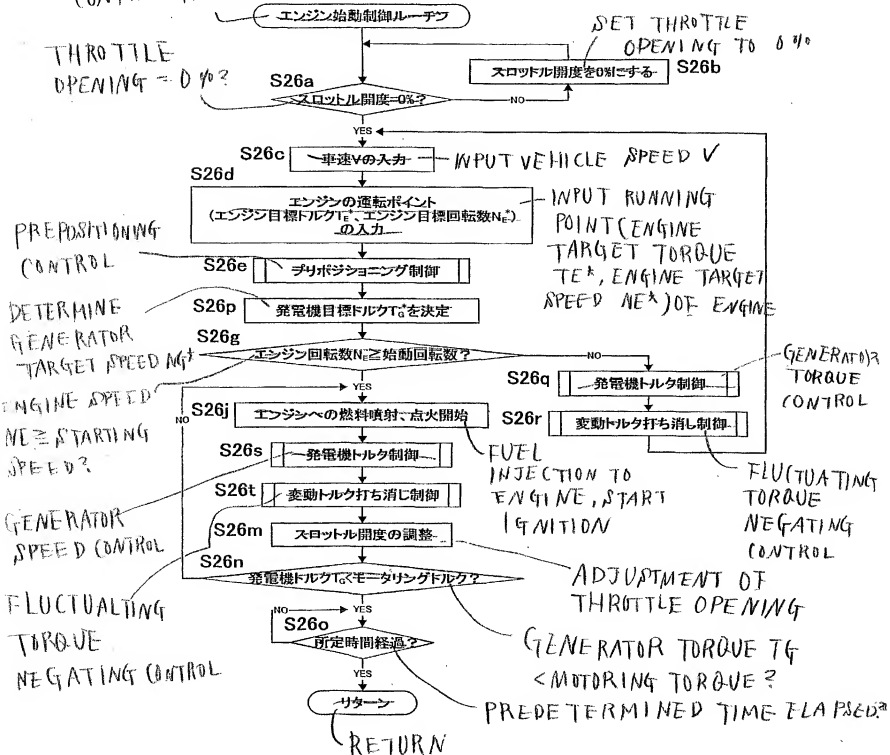 エンジン始動制御ルーチン
SET THROTTLE
OPENING TO 0%
THROTTLE
OPENING = 0%?
スロットル開度を0%にする
S26b
S26a
スロットル開度=0%?
NO
YES
S26c
車速Vの入力
INPUT VEHICLE SPEED V
S26d
エンジンの運転ポイント
(エンジン目標トルクTE*、エンジン目標回転数NE*)
の入力
INPUT RUNNING
POINT (ENGINE
TARGET TORQUE
TE*, ENGINE TARGET
SPEED NE*) OF ENGINE
PREPOSITIONING
CONTROL
S26e
プリポジショニング制御
DETERMINE
GENERATOR
TARGET SPEED NG*
S26p
発電機目標トルクTG*を決定
S26g
エンジン回転数NE≧始動回転数?
NO
YES
ENGINE SPEED
NE≧STARTING
SPEED?
S26q
発電機トルク制御
GENERATOR
TORQUE
CONTROL
S26r
変動トルク打ち消し制御
FLUCTUATING
TORQUE
NEGATING
CONTROL
NO
S26j
エンジンへの燃料噴射、点火開始
FUEL
INJECTION TO
ENGINE, START
IGNITION
S26s
発電機トルク制御
GENERATOR
SPEED CONTROL
S26t
変動トルク打ち消し制御
FLUCTUALTING
TORQUE
NEGATING CONTROL
S26m
スロットル開度の調整
ADJUSTMENT OF
THROTTLE OPENING
S26n
発電機トルクTG<モータリングトルク?
GENERATOR TORQUE TG
<MOTORING TORQUE?
NO
YES
S26o
所定時間経過?
PREDETERMINED TIME ELAPSED?
YES
リターン
RETURN